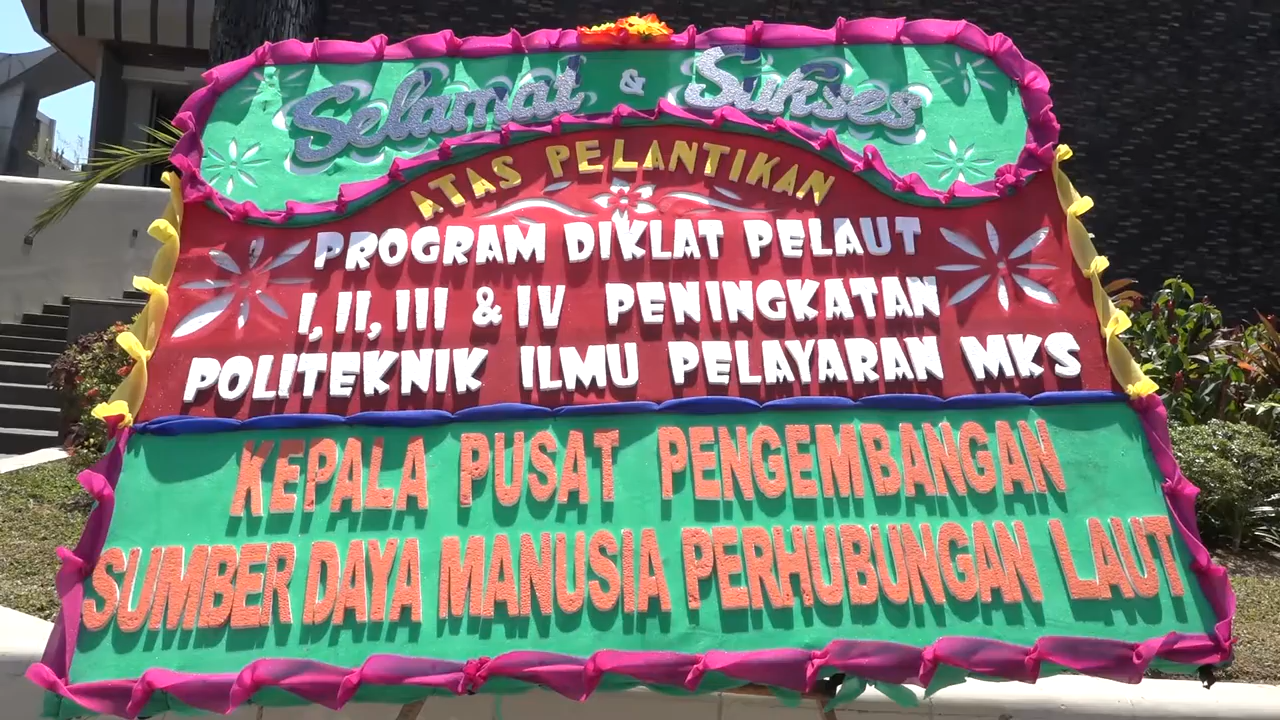 Selamat & Sukses
ATAS PELANTIKAN
PROGRAM DIKLAT PELAUT
I, II, III & IV PENINGKATAN
POLITEKNIK ILMU PELAYARAN MKS
KEPALA PUSAT PENGEMBANGAN
SUMBER DAYA MANUSIA PERHUBUNGAN LAUT